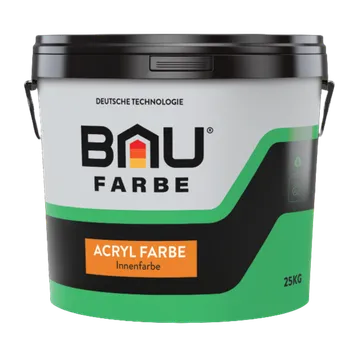 DEUTSCHE TECHNOLOGIE
BAU®
FARBE
ACRYL FARBE
Innenfarbe
25KG